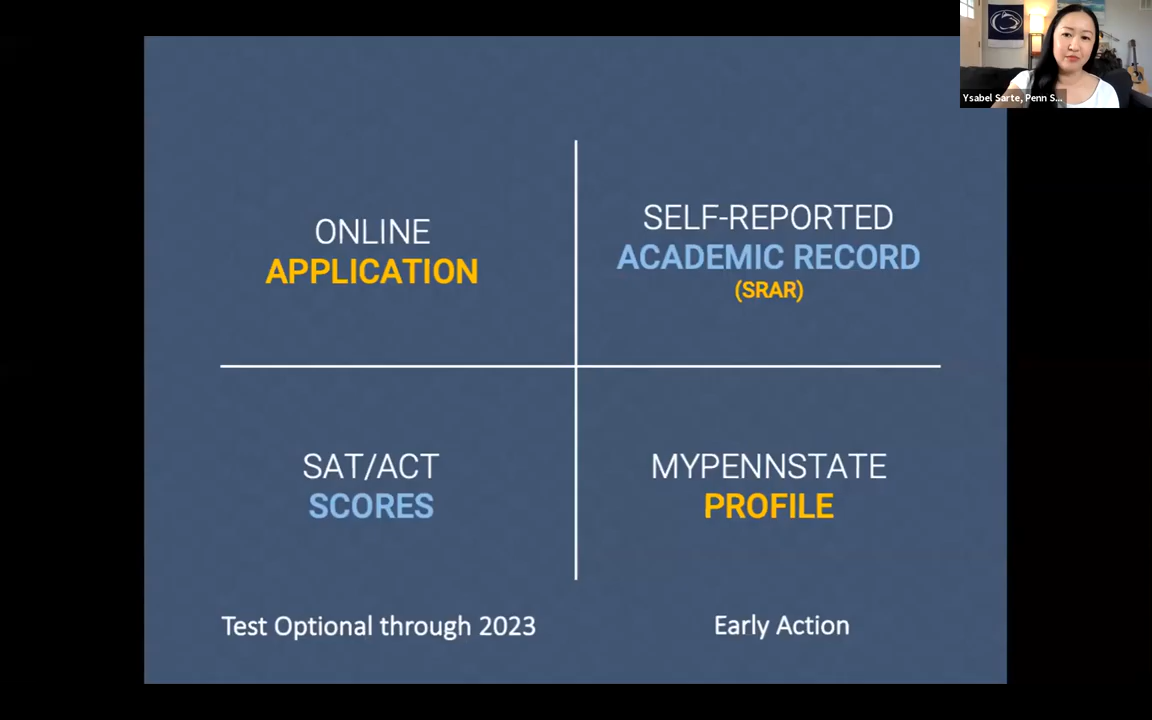 Ysabel Sarte, Penn S...
ONLINE
APPLICATION
SELF-REPORTED
ACADEMIC RECORD
(SRAR)
SAT/ACT
SCORES
MYPENNSTATE
PROFILE
Test Optional through 2023
Early Action